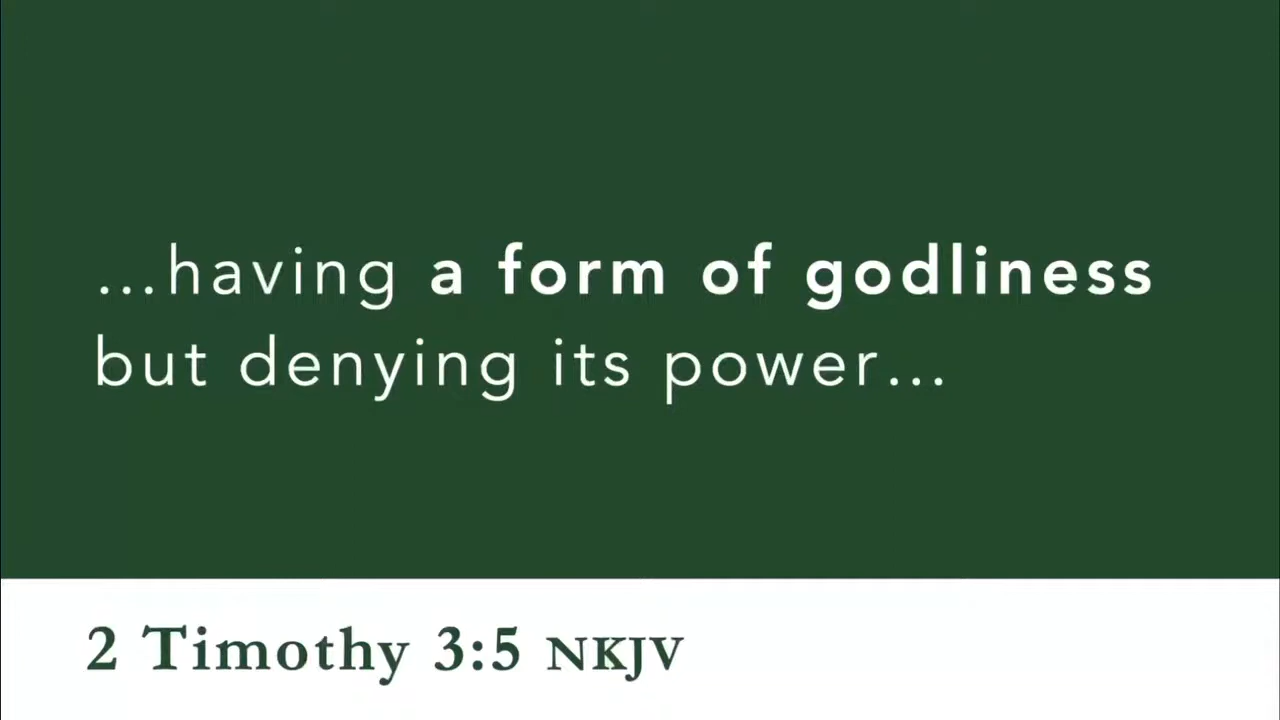 ...having a form of godliness
but denying its power...
2 Timothy 3:5 NKJV